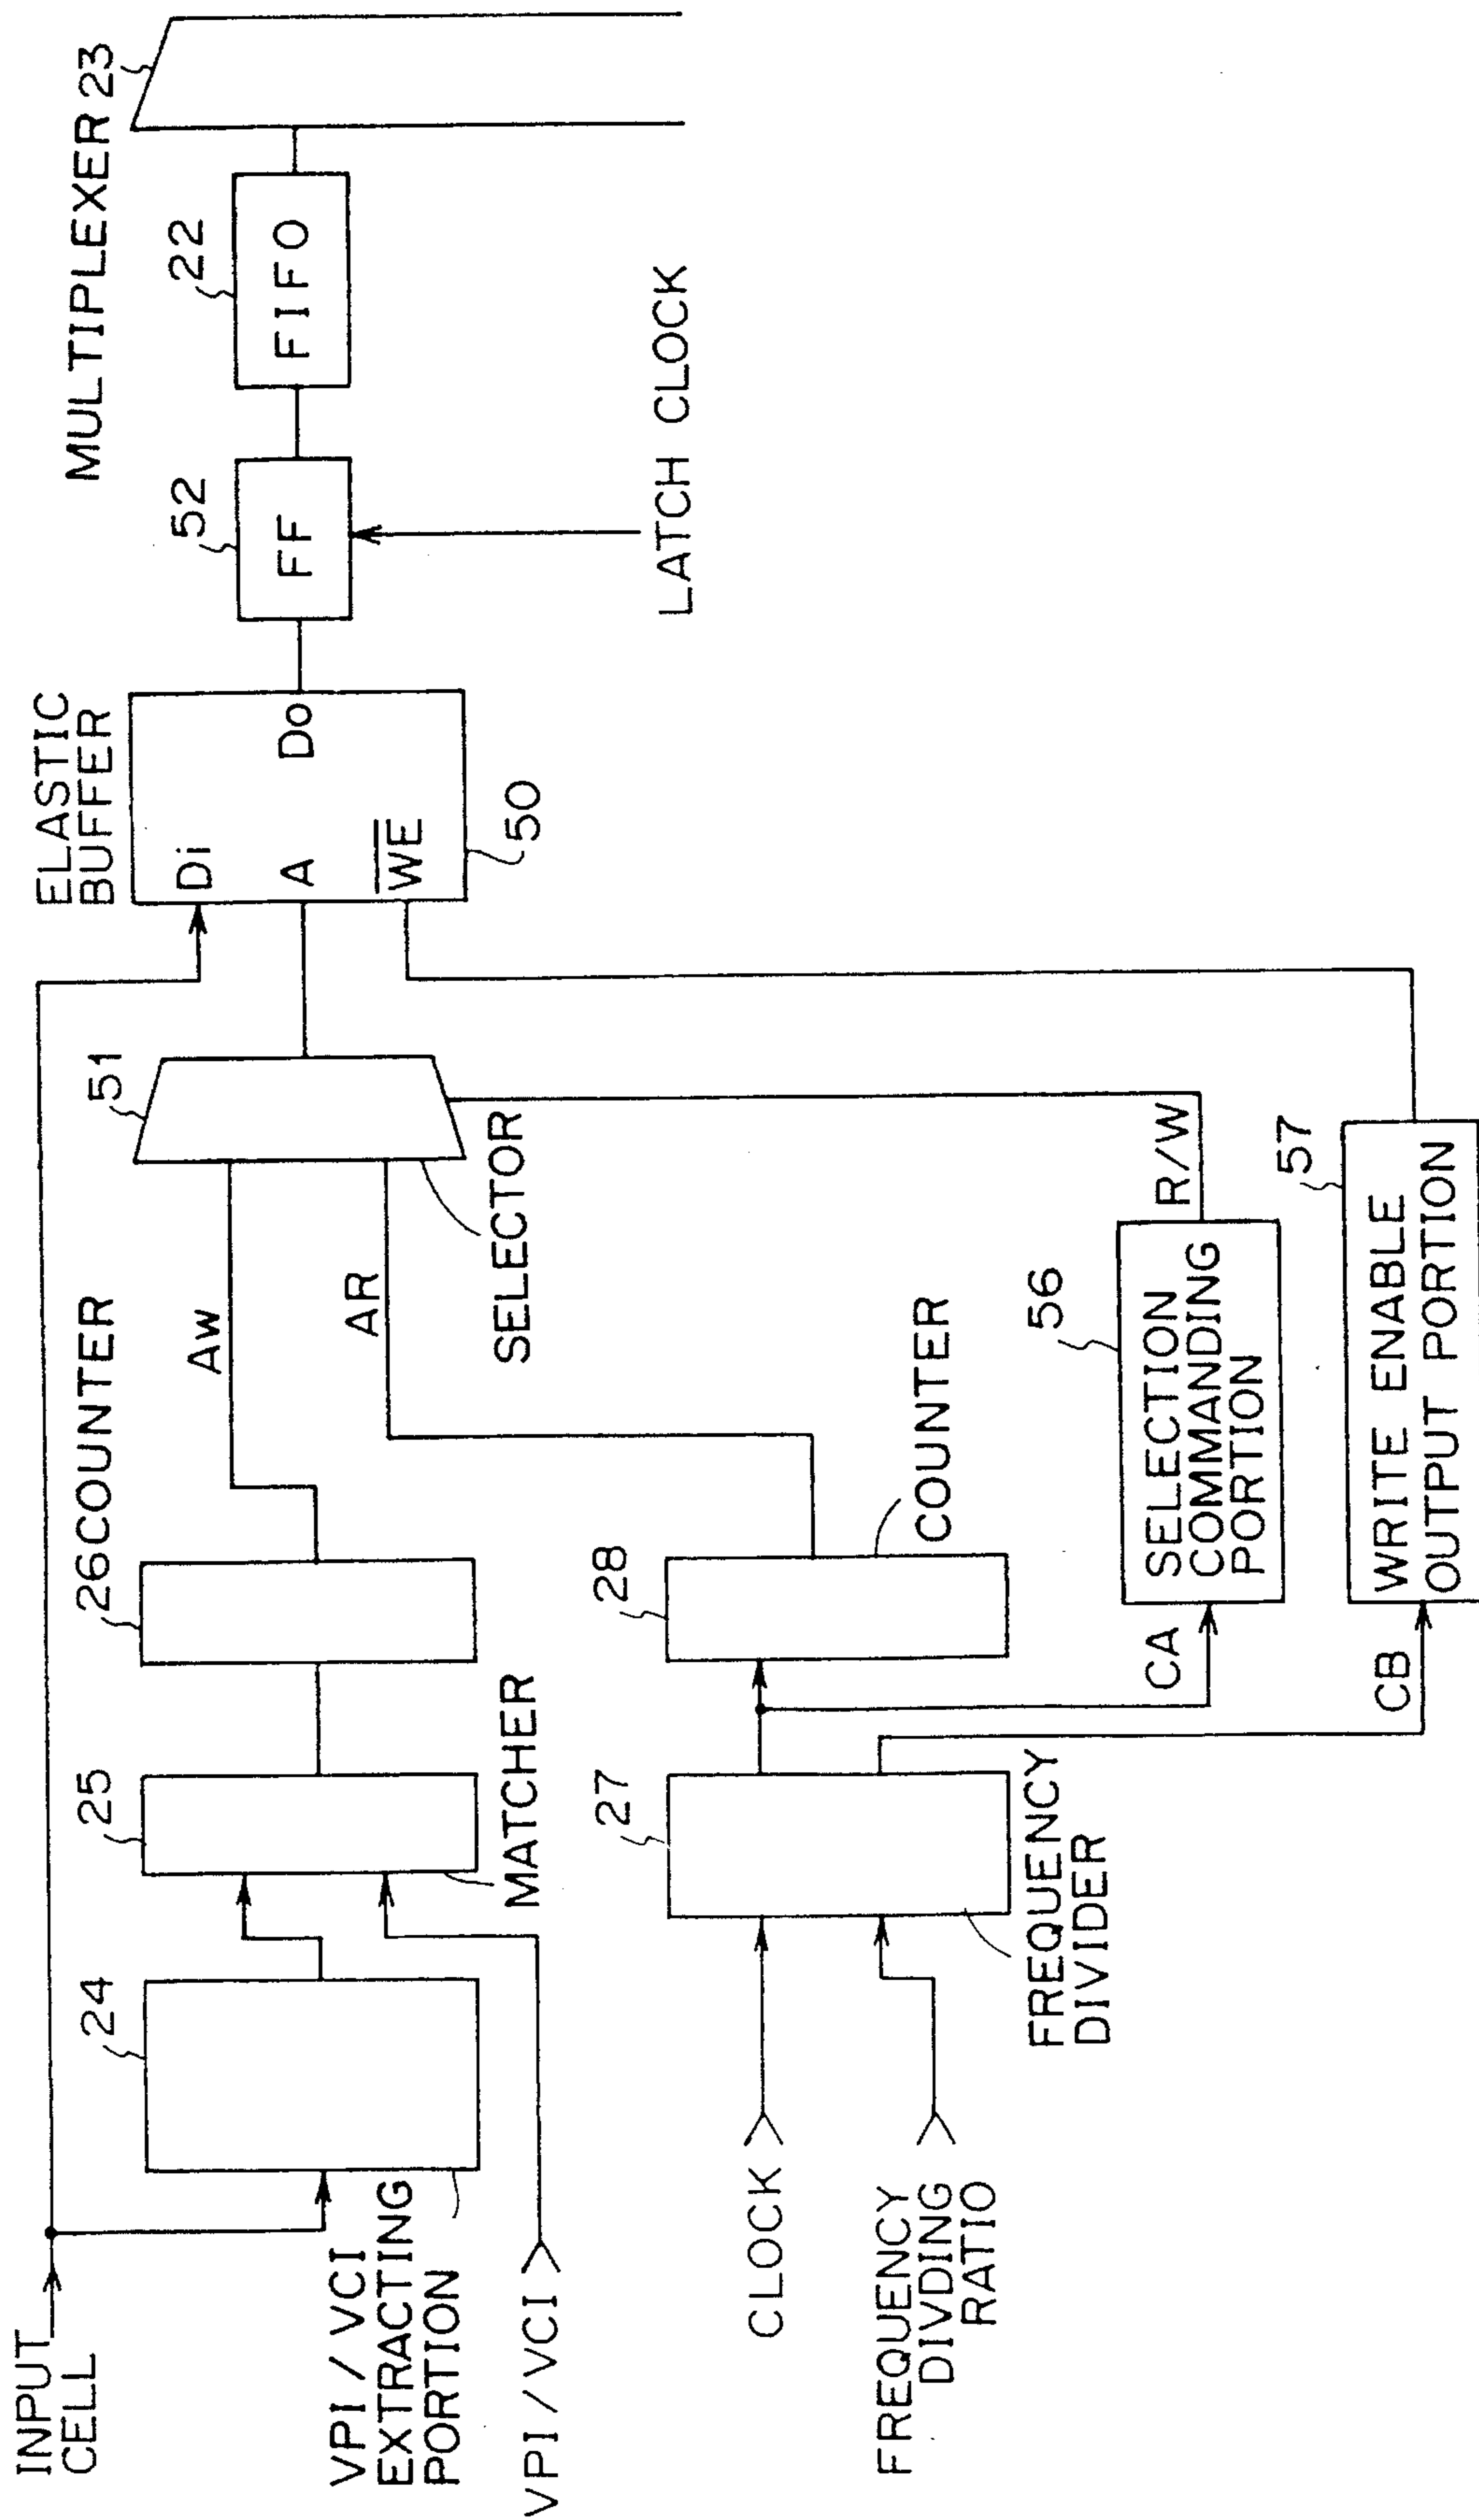 INPUT
CELL
VPI / VCI
EXTRACTING
PORTION
24
VPI / VCI
25
MATCHER
26 COUNTER
Aw
AR
51
SELECTOR
ELASTIC
BUFFER
Di
A
WE
Do
50
52
FF
LATCH CLOCK
22
FIFO
MULTIPLEXER 23
CLOCK
FREQUENCY
DIVDING
RATIO
27
FREQUENCY
DIVIDER
28
COUNTER
CA
56
SELECTION
COMMANDING
PORTION
R/W
CB
57
WRITE ENABLE
OUTPUT PORTION